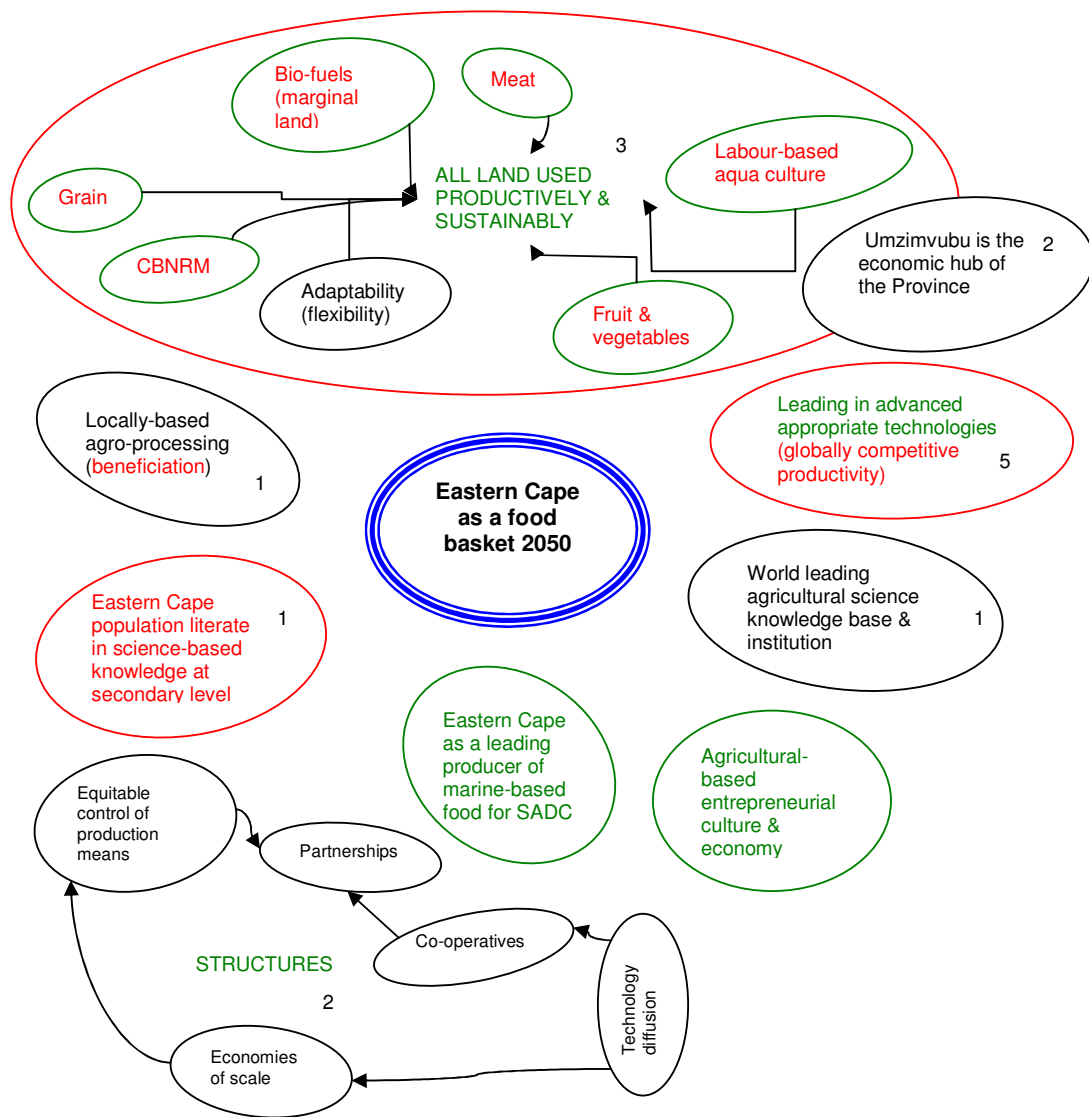 Bio-fuels
(marginal
land)
Meat
3
Labour-based
aqua culture
ALL LAND USED
PRODUCTIVELY &
SUSTAINABLY
Grain
CBNRM
Adaptability
(flexibility)
Fruit &
vegetables
Umzimvubu is the
economic hub of
the Province
2
Locally-based
agro-processing
(beneficiation)
1
Leading in advanced
appropriate technologies
(globally competitive
productivity)
5
Eastern Cape
as a food
basket 2050
World leading
agricultural science
knowledge base &
institution
1
Eastern Cape
population literate
in science-based
knowledge at
secondary level
1
Eastern Cape
as a leading
producer of
marine-based
food for SADC
Agricultural-
based
entrepreneurial
culture &
economy
Equitable
control of
production
means
Partnerships
Co-operatives
STRUCTURES
2
Technology
diffusion
Economies
of scale